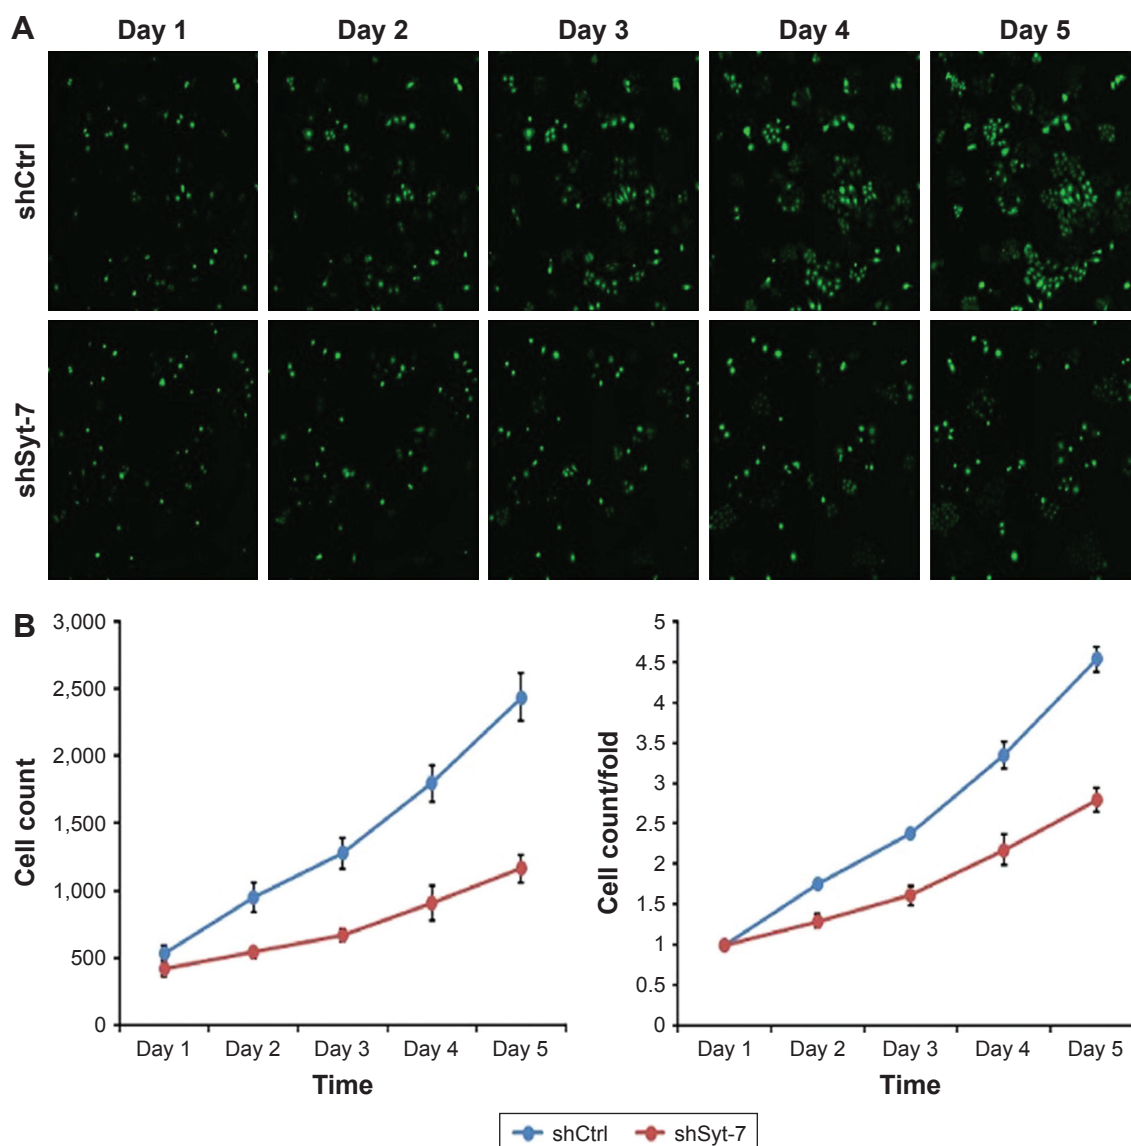 A
Day 1 Day 2 Day 3 Day 4 Day 5
shCtrl
shSyt-7
B
Cell count
3,000
2,500
2,000
1,500
1,000
500
0
Day 1 Day 2 Day 3 Day 4 Day 5
Time
Cell count/fold
5
4.5
4
3.5
3
2.5
2
1.5
1
0.5
0
Day 1 Day 2 Day 3 Day 4 Day 5
Time
shCtrl shSyt-7